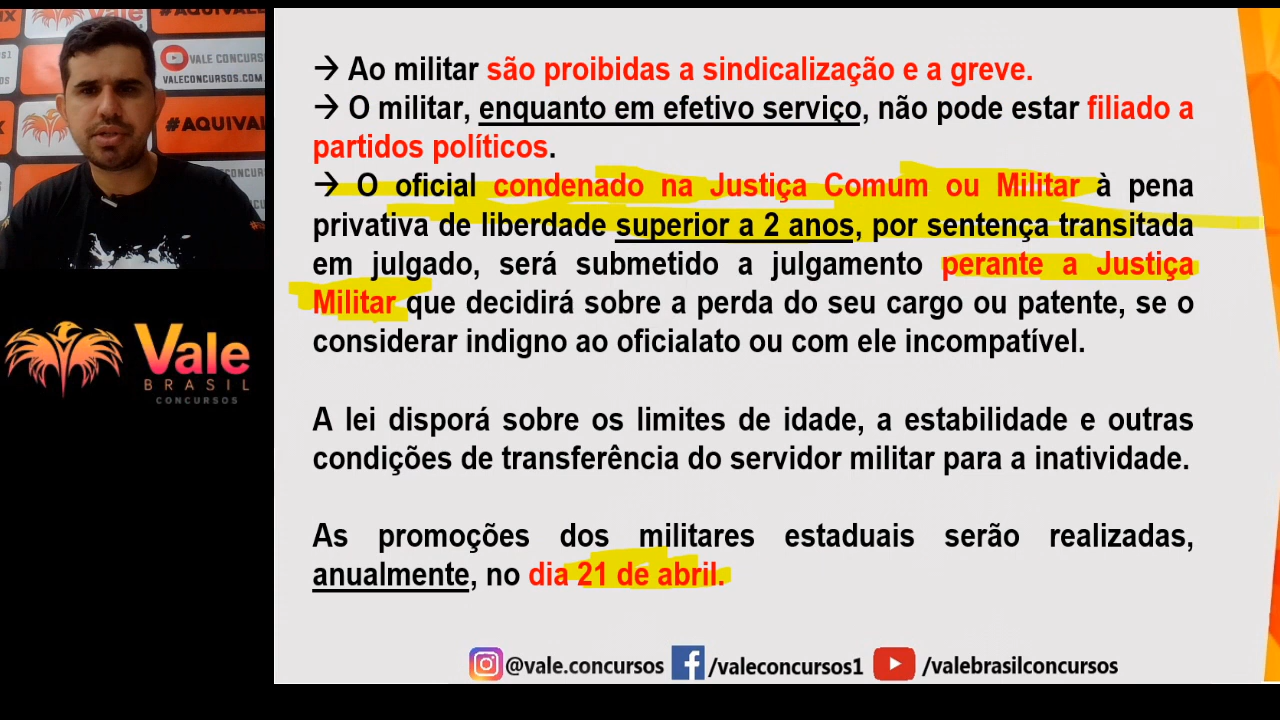 Vale
VALE CONCURS
VALECONCURSOS.COM.
#AQUIVAL
Vale
BRASIL
CONCURSOS
→ Ao militar são proibidas a sindicalização e a greve.
→ O militar, enquanto em efetivo serviço, não pode estar filiado a
partidos políticos.
→ O oficial condenado na Justiça Comum ou Militar à pena
privativa de liberdade superior a 2 anos, por sentença transitada
em julgado, será submetido a julgamento perante a Justiça
Militar que decidirá sobre a perda do seu cargo ou patente, se o
considerar indigno ao oficialato ou com ele incompatível.
A lei disporá sobre os limites de idade, a estabilidade e outras
condições de transferência do servidor militar para a inatividade.
As promoções dos militares estaduais serão realizadas,
anualmente, no dia 21 de abril.
@vale.concursos /valeconcursos1 /valebrasilconcursos